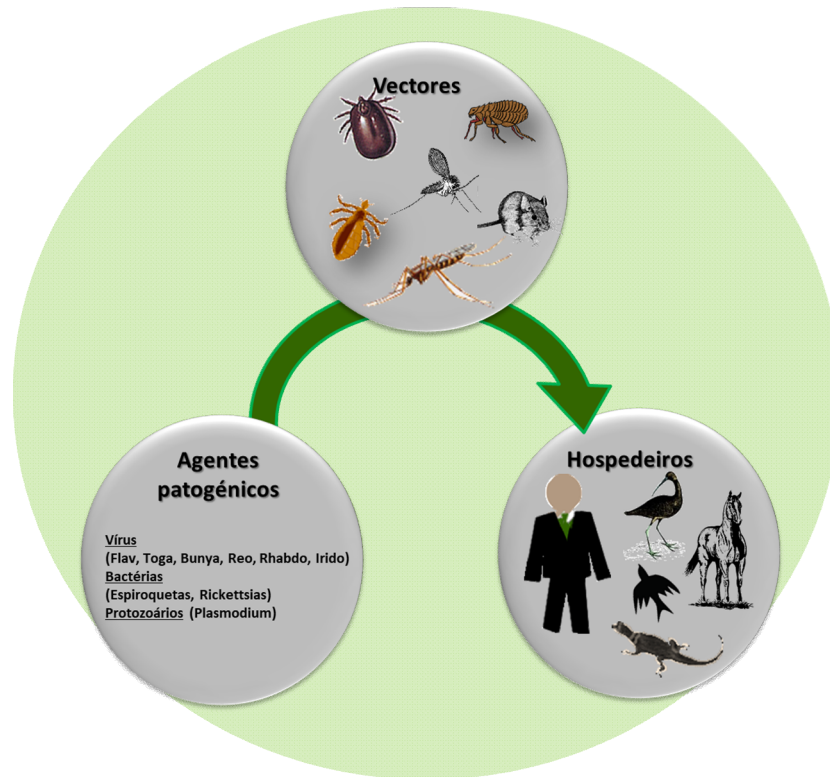 Vectores
Agentes
patogénicos
Vírus
(Flav, Toga, Bunya, Reo, Rhabdo, Irido)
Bactérias
(Espiroquetas, Rickettsias)
Protozoários (Plasmodium)
Hospedeiros